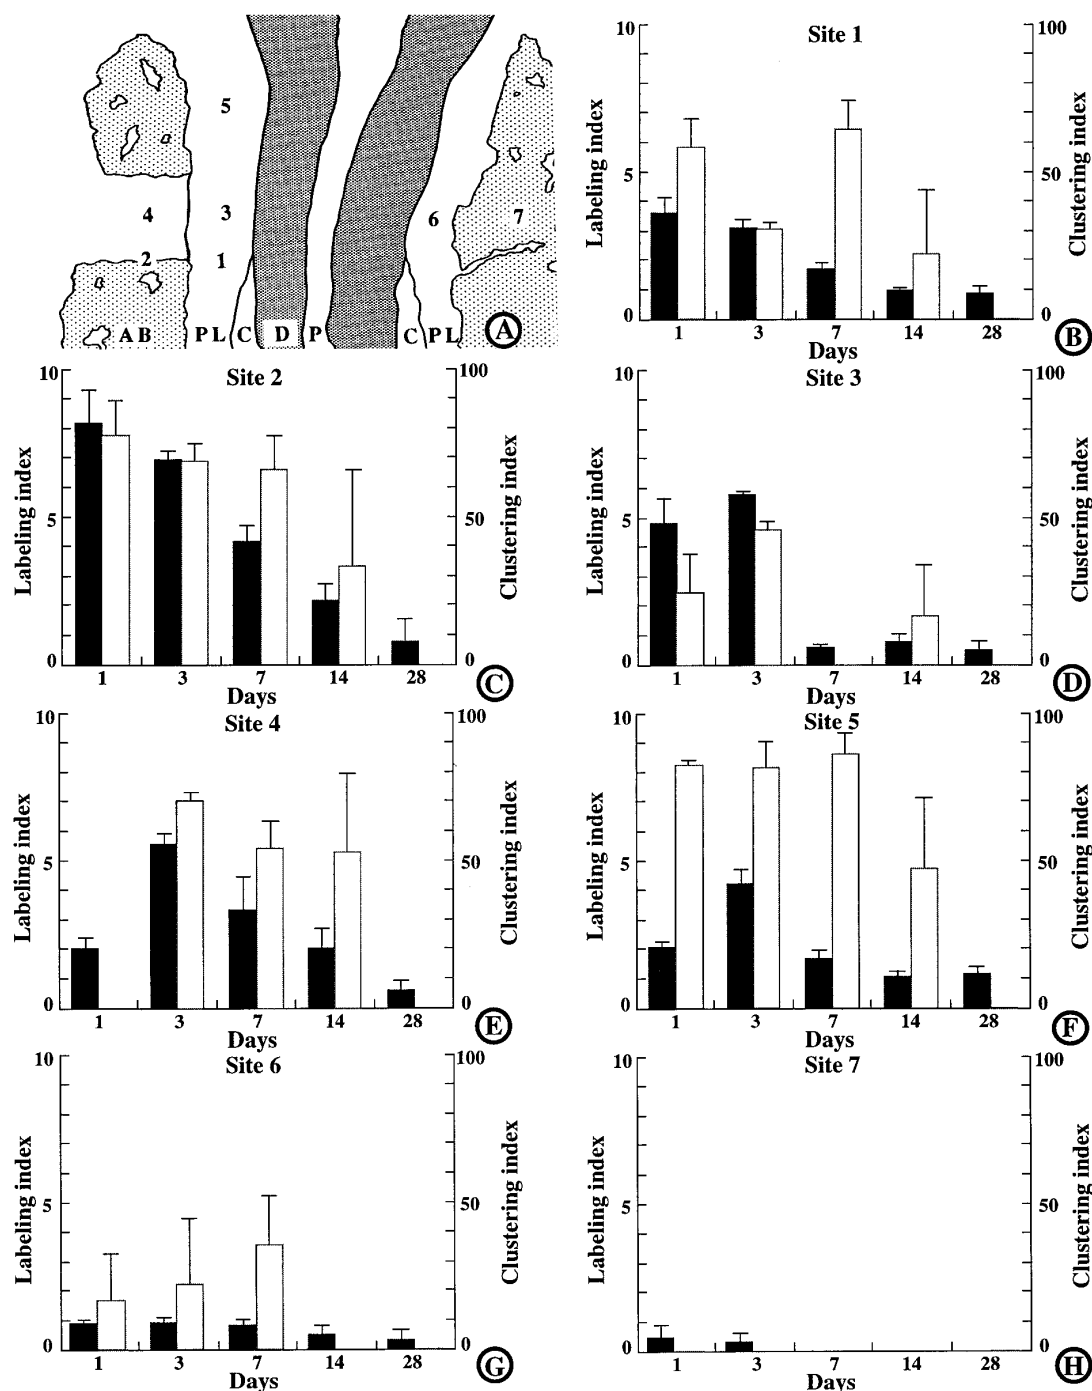 5
4
3
6
7
2
1
A B
P L
C
D
P
C
P L
A
Site 1
10
5
0
Labeling index
100
50
0
Clustering index
1
3
7
14
28
Days
B
Site 2
10
5
0
Labeling index
100
50
0
Clustering index
1
3
7
14
28
Days
C
Site 3
10
5
0
Labeling index
100
50
0
Clustering index
1
3
7
14
28
Days
D
Site 4
10
5
0
Labeling index
100
50
0
Clustering index
1
3
7
14
28
Days
E
Site 5
10
5
0
Labeling index
100
50
0
Clustering index
1
3
7
14
28
Days
F
Site 6
10
5
0
Labeling index
100
50
0
Clustering index
1
3
7
14
28
Days
G
Site 7
10
5
0
Labeling index
100
50
0
Clustering index
1
3
7
14
28
Days
H